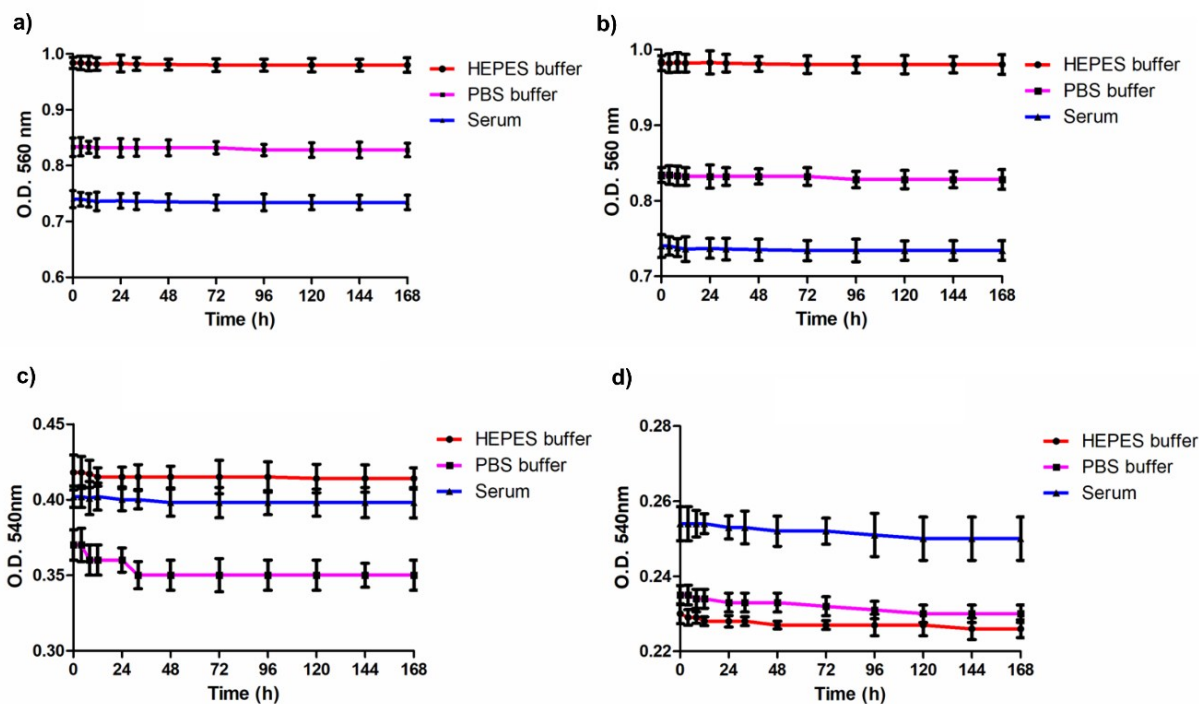 a)
1.0
0.9
0.8
0.7
0.6
O.D. 560 nm
0 24 48 72 96 120 144 168
Time (h)
HEPES buffer
PBS buffer
Serum
b)
1.0
0.9
0.8
0.7
O.D. 560 nm
0 24 48 72 96 120 144 168
Time (h)
HEPES buffer
PBS buffer
Serum
c)
0.45
0.40
0.35
0.30
O.D. 540nm
0 24 48 72 96 120 144 168
Time (h)
HEPES buffer
PBS buffer
Serum
d)
0.28
0.26
0.24
0.22
O.D. 540nm
0 24 48 72 96 120 144 168
Time (h)
HEPES buffer
PBS buffer
Serum